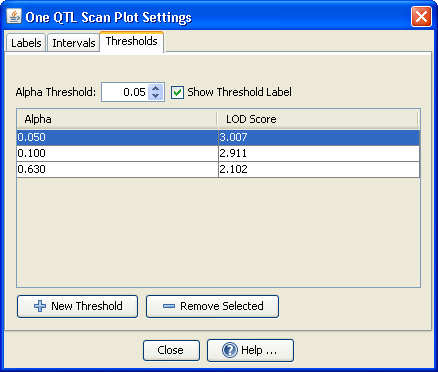 One QTL Scan Plot Settings
Labels Intervals Thresholds
Alpha Threshold: 0.05 Show Threshold Label
Alpha LOD Score
0.050 3.007
0.100 2.911
0.630 2.102
New Threshold Remove Selected
Close Help ...